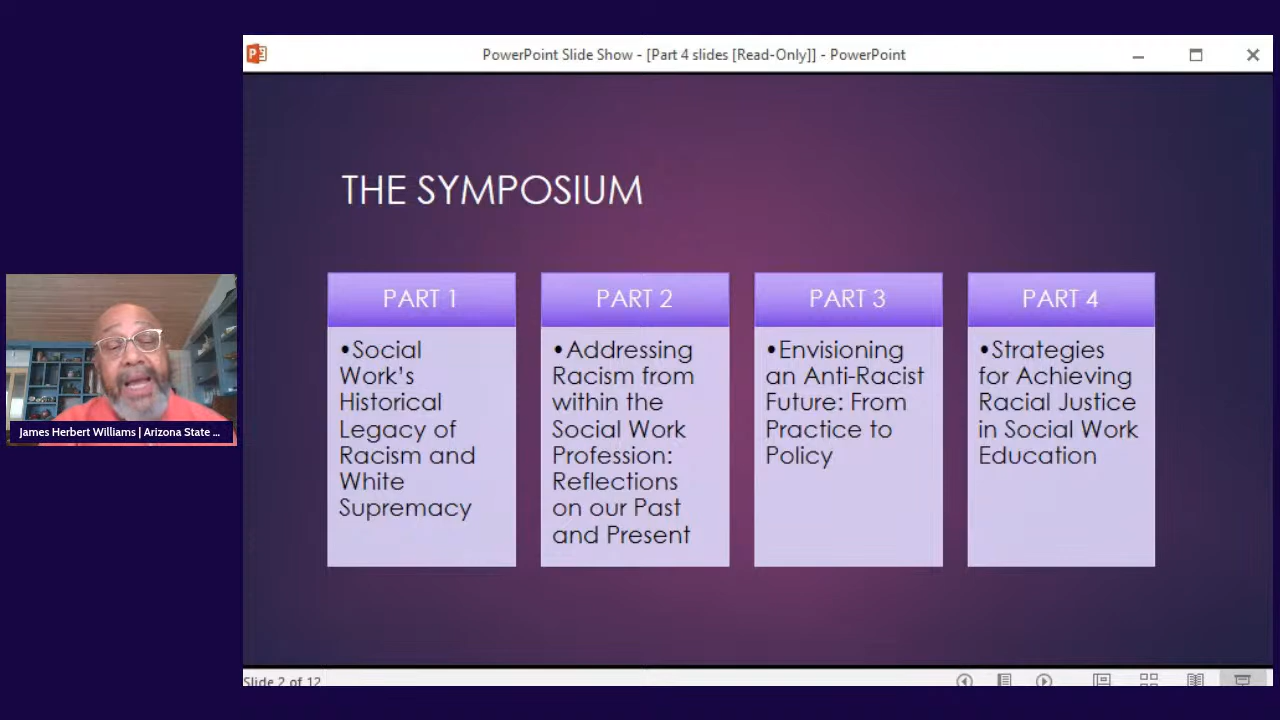 PowerPoint Slide Show - [Part 4 slides [Read-Only]] - PowerPoint
THE SYMPOSIUM
PART 1
•Social
Work's
Historical
Legacy of
Racism and
White
Supremacy
PART 2
•Addressing
Racism from
within the
Social Work
Profession:
Reflections
on our Past
and Present
PART 3
•Envisioning
an Anti-Racist
Future: From
Practice to
Policy
PART 4
•Strategies
for Achieving
Racial Justice
in Social Work
Education
James Herbert Williams | Arizona State ...
Slide 2 of 12